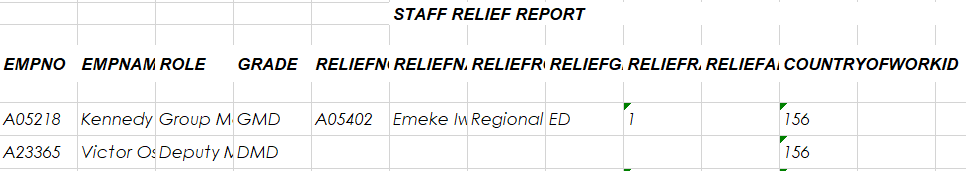 STAFF RELIEF REPORT
EMPNO EMPNAM ROLE GRADE RELIEFN RELIEFN RELIEFR RELIEFG RELIEFR RELIEFA COUNTRYOFWORKID
A05218 Kennedy Group M GMD A05402 Emeke Iw Regional ED 1 156
A23365 Victor Os Deputy M DMD 156